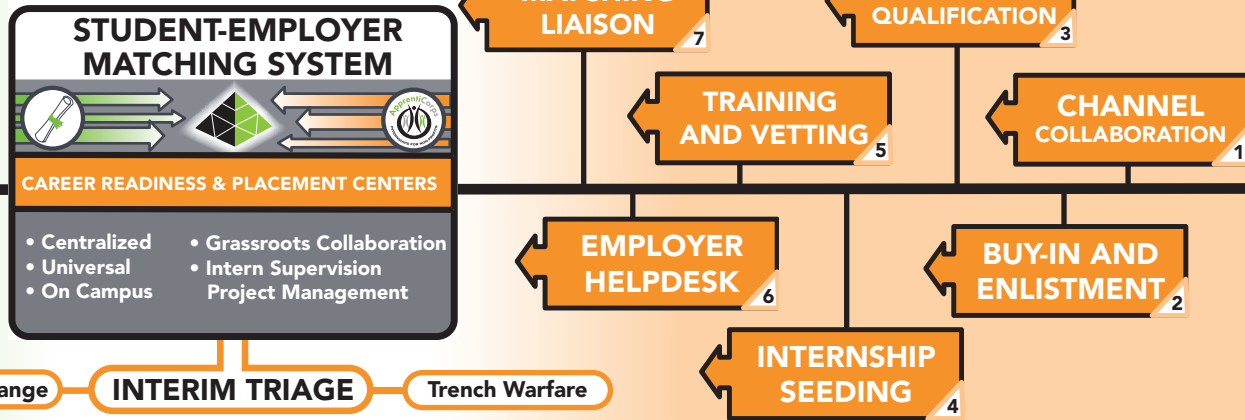 STUDENT-EMPLOYER
MATCHING SYSTEM
ApprentiCorps
CAREER READINESS & PLACEMENT CENTERS
• Centralized
• Universal
• On Campus
• Grassroots Collaboration
• Intern Supervision
Project Management
INTERIM TRIAGE
Trench Warfare
LIAISON
7
QUALIFICATION
3
TRAINING
AND VETTING
5
CHANNEL
COLLABORATION
1
EMPLOYER
HELPDESK
6
BUY-IN AND
ENLISTMENT
2
INTERNSHIP
SEEDING
4